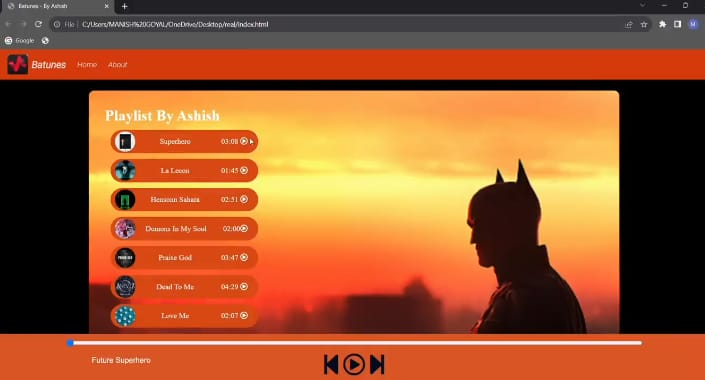 Batunes - By Ashish
File C:/Users/MANISH%20GOYAL/OneDrive/Desktop/real/index.html
M
Google
Batunes Home About
Playlist By Ashish
Superhero 03:08
La Leeon 01:45
Hemionn Sahara 02:51
Demons In My Soul 02:00
Praise God 03:47
Dead To Me 04:29
Love Me 02:07
Future Superhero